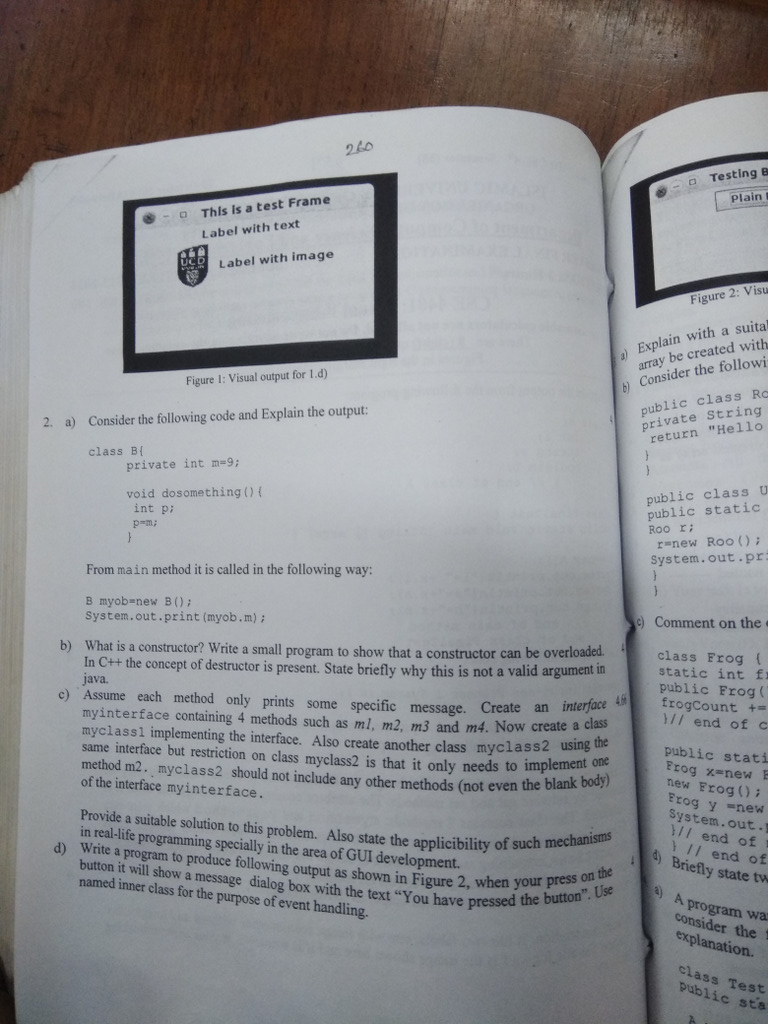 260
This is a test Frame
Label with text
UCD
Label with image
Figure 1: Visual output for 1.d)
2. a) Consider the following code and Explain the output:
class B{
private int m=9;
void dosomething(){
int p;
p=m;
}
From main method it is called in the following way:
B myob=new B();
System.out.print(myob.m);
b) What is a constructor? Write a small program to show that a constructor can be overloaded.
In C++ the concept of destructor is present. State briefly why this is not a valid argument in
java.
c) Assume each method only prints some specific message. Create an interface
myinterface containing 4 methods such as m1, m2, m3 and m4. Now create a class
myclass1 implementing the interface. Also create another class myclass2 using the
same interface but restriction on class myclass2 is that it only needs to implement one
method m2. myclass2 should not include any other methods (not even the blank body)
of the interface myinterface.
Provide a suitable solution to this problem. Also state the applicibility of such mechanisms
in real-life programming specially in the area of GUI development.
d) Write a program to produce following output as shown in Figure 2, when your press on the
button it will show a message dialog box with the text "You have pressed the button". Use
named inner class for the purpose of event handling.
4
4
Testing B
Plain
Figure 2: Visu
a) Explain with a suita
array be created with
b) Consider the followi
public class Ro
private String
return "Hello
}
}
public class U
public static
Roo r;
r=new Roo();
System.out.pr
}
}
c) Comment on the
class Frog {
static int f
public Frog(
frogCount +=
}// end of c
public stati
Frog x=new
new Frog();
Frog y =new
System.out.
}// end of
} // end of
d) Briefly state tw
a) A program wa
consider the
explanation.
class Test
public sta